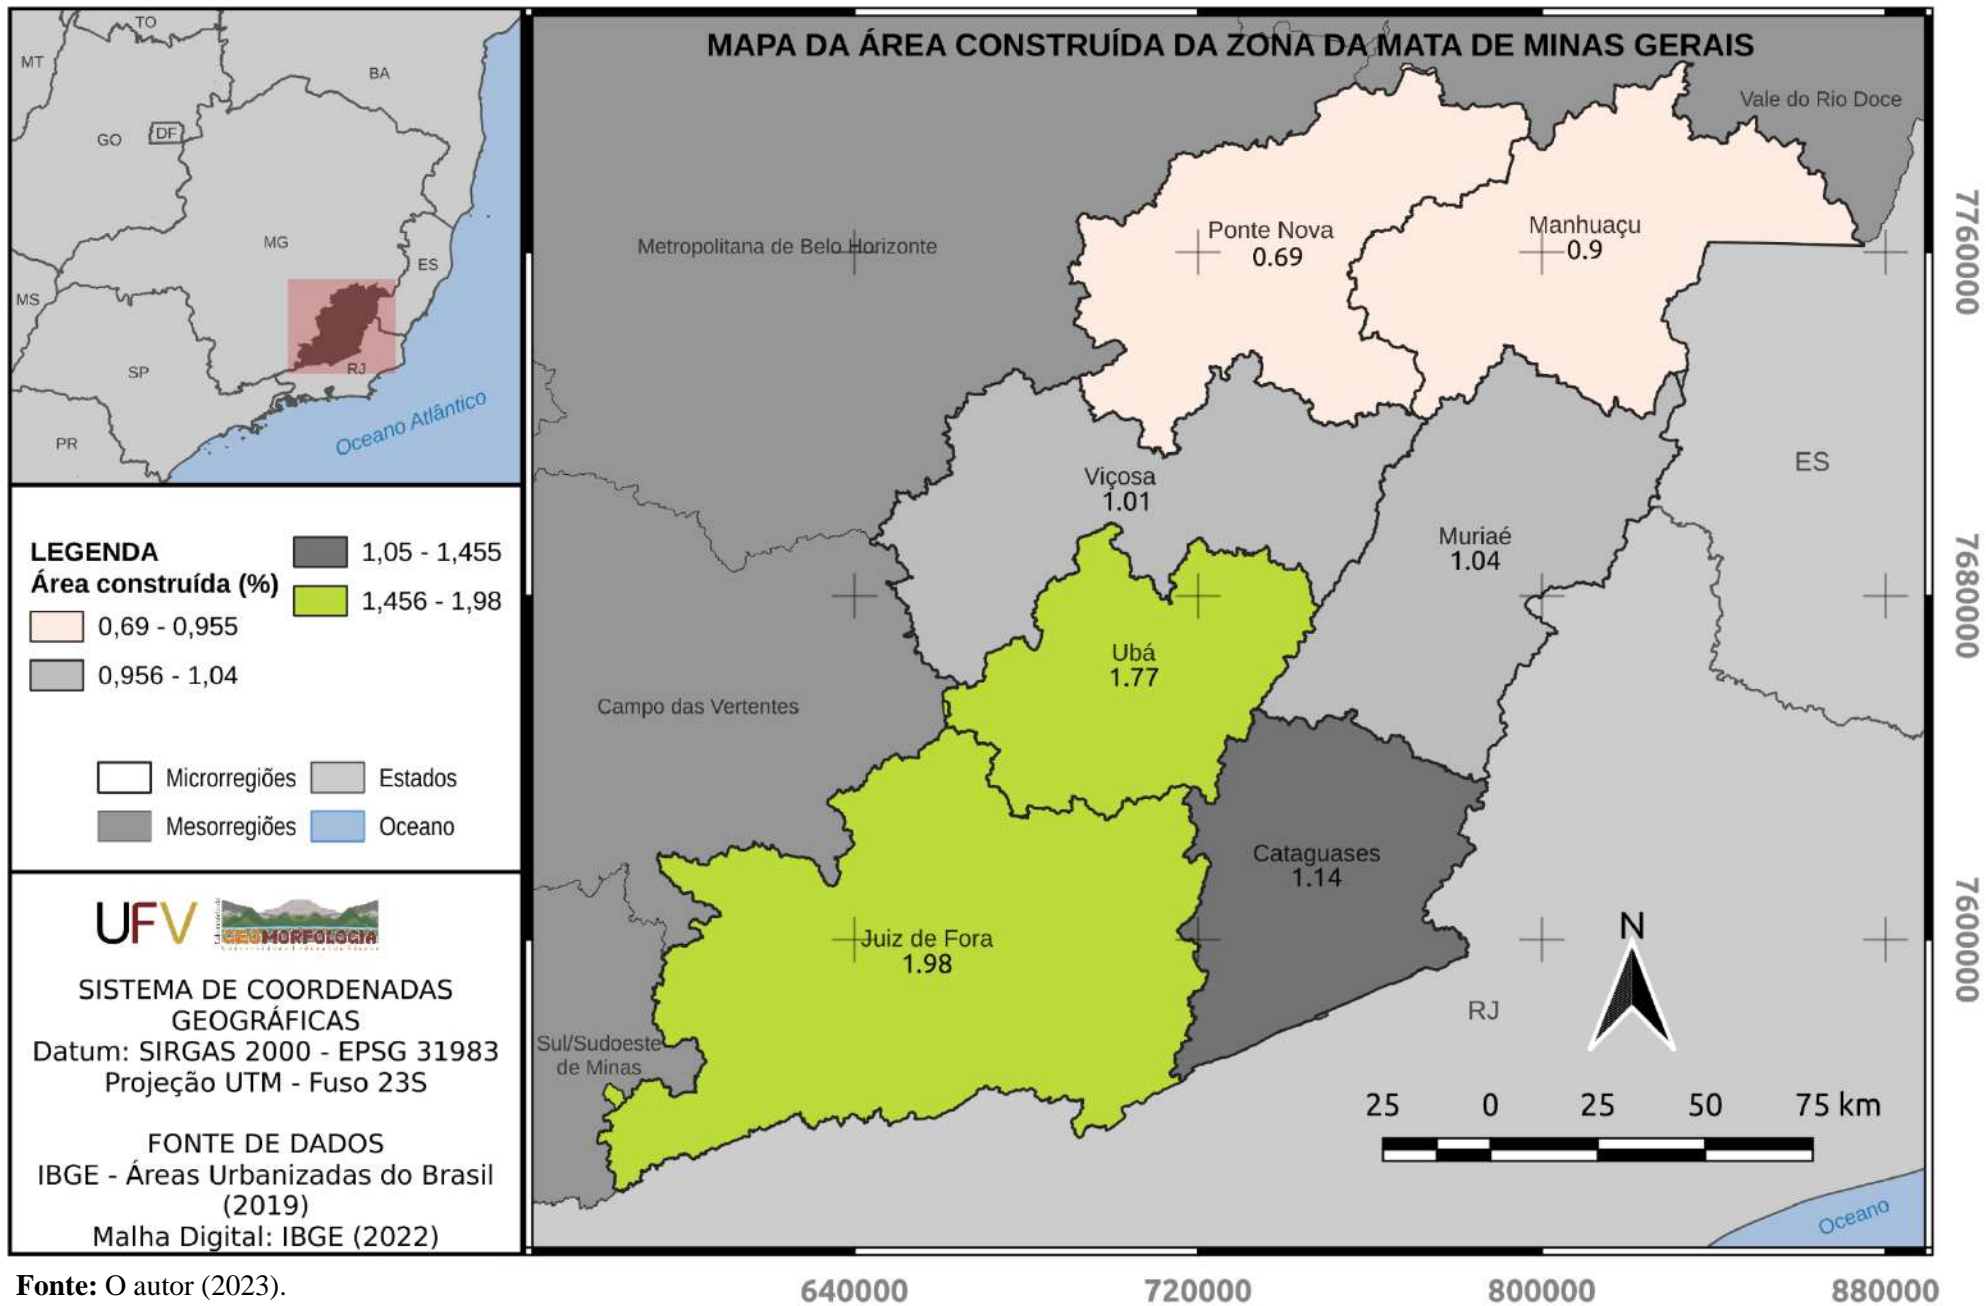 MAPA DA ÁREA CONSTRUÍDA DA ZONA DA MATA DE MINAS GERAIS
TO
MT
BA
GO
DF
MG
ES
MS
SP
RJ
PR
Oceano Atlântico
LEGENDA
Área construída (%)
0,69 - 0,955
0,956 - 1,04
1,05 - 1,455
1,456 - 1,98
Microrregiões
Estados
Mesorregiões
Oceano
UFV
GEOMORFOLOGIA
SISTEMA DE COORDENADAS
GEOGRÁFICAS
Datum: SIRGAS 2000 - EPSG 31983
Projeção UTM - Fuso 23S
FONTE DE DADOS
IBGE - Áreas Urbanizadas do Brasil
(2019)
Malha Digital: IBGE (2022)
Vale do Rio Doce
Metropolitana de Belo Horizonte
Ponte Nova
0.69
Manhuaçu
0.9
Viçosa
1.01
Muriaé
1.04
ES
Ubá
1.77
Campo das Vertentes
Cataguases
1.14
Juiz de Fora
1.98
Sul/Sudoeste
de Minas
RJ
N
25 0 25 50 75 km
Oceano
7760000
7680000
7600000
640000 720000 800000 880000
Fonte: O autor (2023).